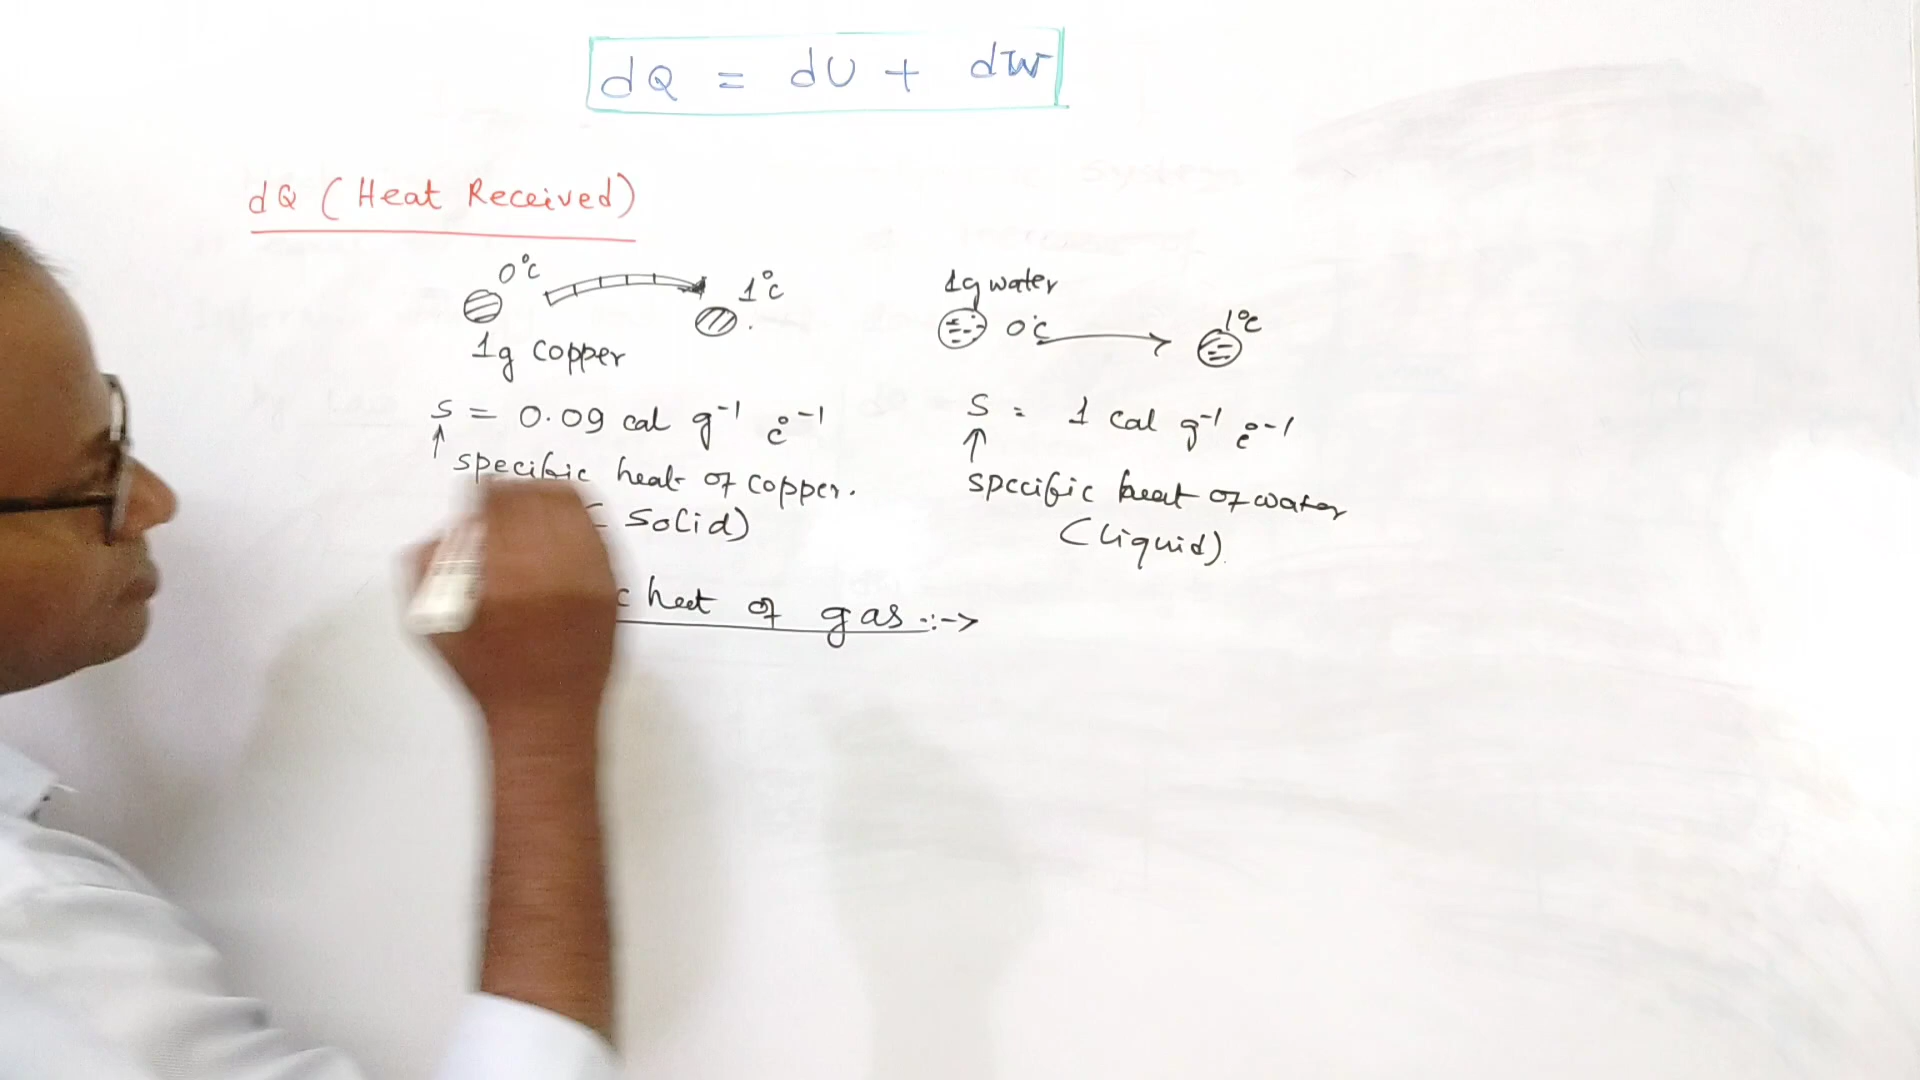 dQ = dU + dW
dQ (Heat Received)
0°c 1°c
1g copper
S = 0.09 cal g⁻¹ °c⁻¹
↑
specific heat of copper.
Solid)
1g water
0°c → 1°c
S = 1 Cal g⁻¹ °c⁻¹
↑
specific heat of water
(Liquid).
c heat of gas :->